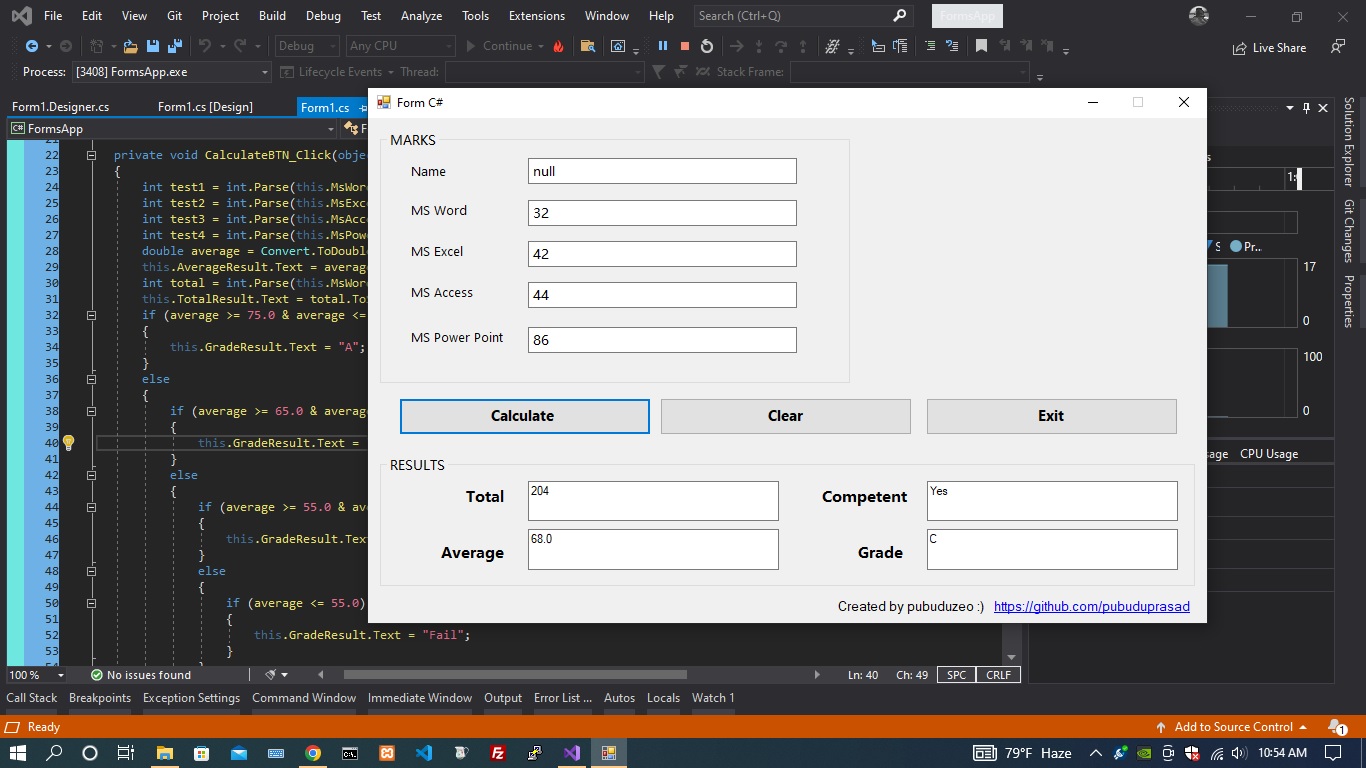 File Edit View Git Project Build Debug Test Analyze Tools Extensions Window Help Search (Ctrl+Q) FormsApp
Debug Any CPU Continue Live Share
Process: [3408] FormsApp.exe Lifecycle Events Thread: Stack Frame:
Form1.Designer.cs Form1.cs [Design] Form1.cs
C# FormsApp
Form C#
MARKS
Name null
MS Word 32
MS Excel 42
MS Access 44
MS Power Point 86
Calculate Clear Exit
RESULTS
Total 204 Competent Yes
Average 68.0 Grade C
Created by pubuduzeo :) https://github.com/pubuduprasad
22 private void CalculateBTN_Click(obje
23 {
24 int test1 = int.Parse(this.MsWor
25 int test2 = int.Parse(this.MsExc
26 int test3 = int.Parse(this.MsAcc
27 int test4 = int.Parse(this.MsPow
28 double average = Convert.ToDoubl
29 this.AverageResult.Text = averag
30 int total = int.Parse(this.MsWor
31 this.TotalResult.Text = total.To
32 if (average >= 75.0 & average <=
33 {
34 this.GradeResult.Text = "A";
35 }
36 else
37 {
38 if (average >= 65.0 & averag
39 {
40 this.GradeResult.Text =
41 }
42 else
43 {
44 if (average >= 55.0 & av
45 {
46 this.GradeResult.Tex
47 }
48 else
49 {
50 if (average <= 55.0)
51 {
52 this.GradeResult.Text = "Fail";
53 }
Pr...
17
0
100
0
CPU Usage
Solution Explorer
Git Changes
Properties
100 % No issues found Ln: 40 Ch: 49 SPC CRLF
Call Stack Breakpoints Exception Settings Command Window Immediate Window Output Error List ... Autos Locals Watch 1
Ready Add to Source Control 1
79°F Haze 10:54 AM